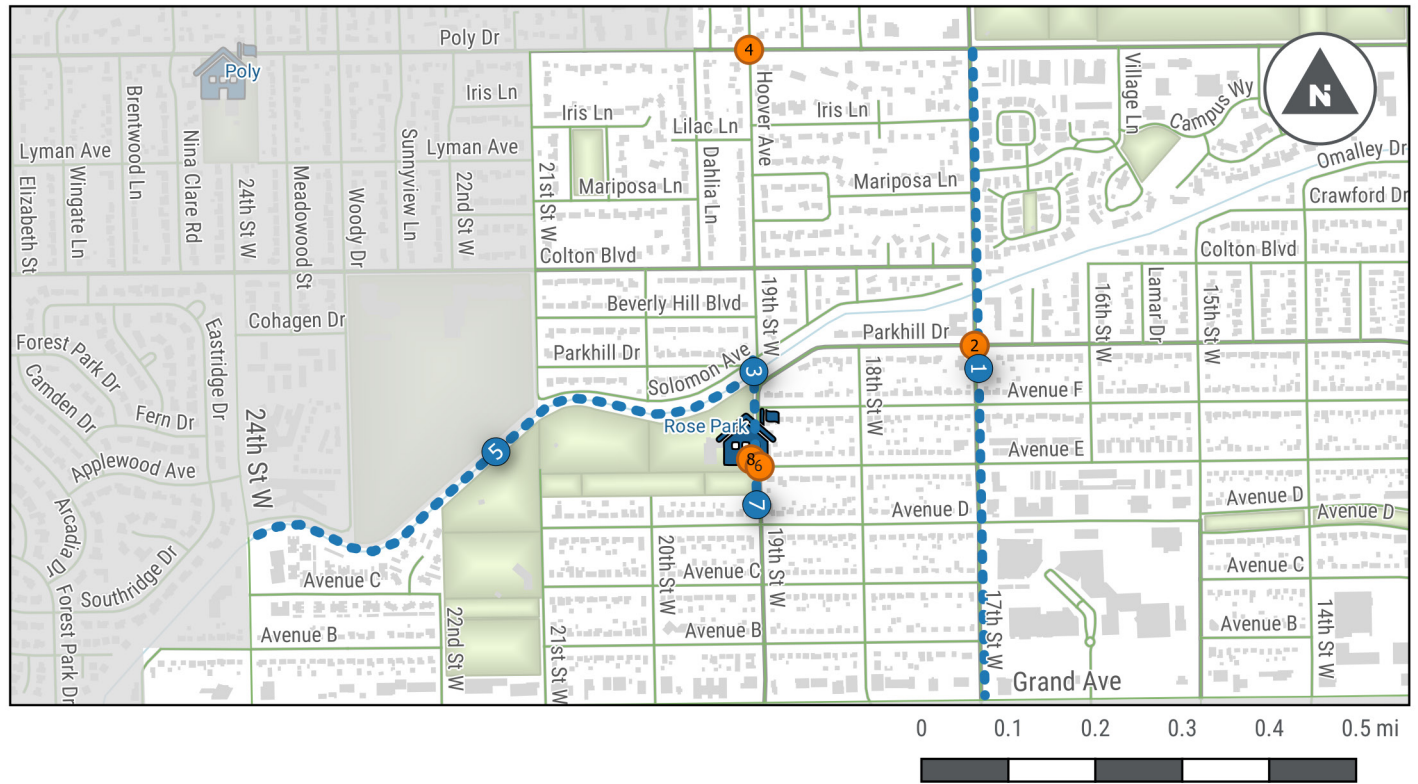 Poly Dr
4
Poly
Iris Ln
Hoover Ave
Village Ln
Campus Wy
N
Brentwood Ln
Iris Ln
Iris Ln
Lilac Ln
Lyman Ave
Nina Clare Rd
Sunnyview Ln
Lyman Ave
Dahlia Ln
Omalley Dr
Elizabeth St
Wingate Ln
24th St W
Meadowood St
Woody Dr
22nd St W
21st St W
Mariposa Ln
Mariposa Ln
Crawford Dr
Colton Blvd
Colton Blvd
19th St W
16th St W
Lamar Dr
15th St W
Beverly Hill Blvd
Cohagen Dr
Eastridge Dr
Parkhill Dr
2
Forest Park Dr
Parkhill Dr
Solomon Ave
3
18th St W
1
Avenue F
Camden Dr
Fern Dr
24th St W
Rose Park
Avenue E
5
8
6
Applewood Ave
7
Avenue D
Avenue D
Avenue D
Arcadia Dr
19th St W
20th St W
Avenue C
Avenue C
Avenue C
Southridge Dr
Forest Park Dr
17th St W
22nd St W
21st St W
Avenue B
Avenue B
Avenue B
14th St W
Grand Ave
0 0.1 0.2 0.3 0.4 0.5 mi